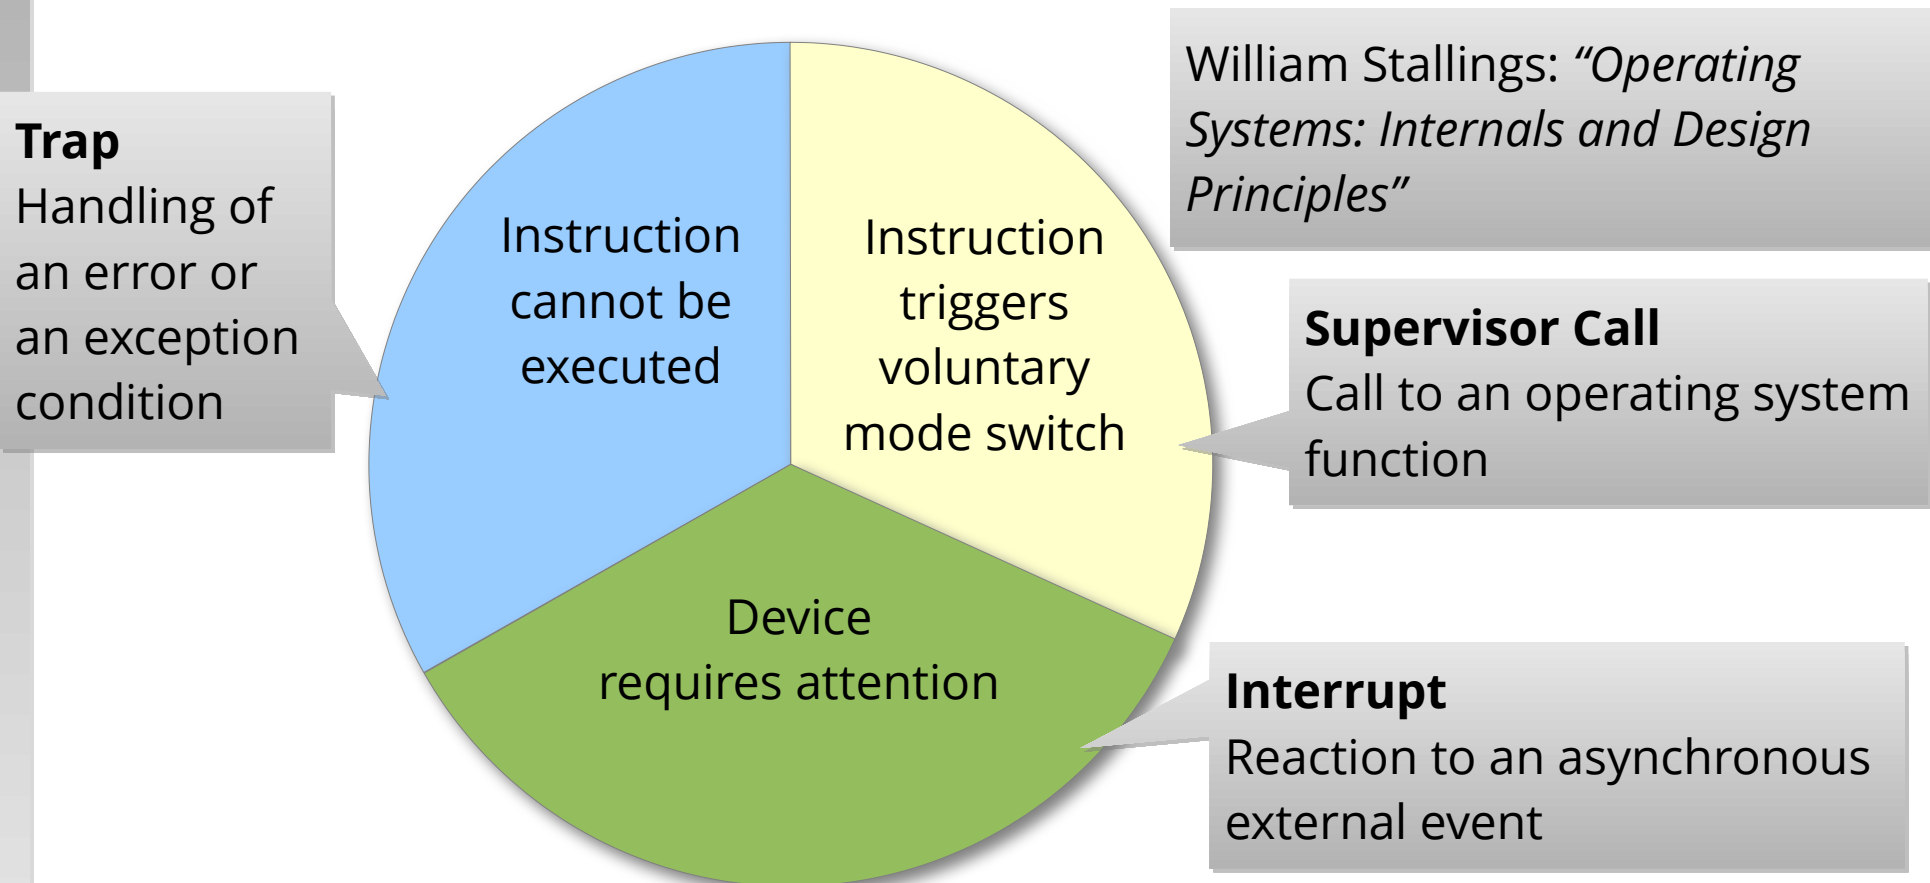 Trap
Handling of
an error or
an exception
condition
Instruction
cannot be
executed
Instruction
triggers
voluntary
mode switch
Device
requires attention
William Stallings: “Operating
Systems: Internals and Design
Principles”
Supervisor Call
Call to an operating system
function
Interrupt
Reaction to an asynchronous
external event